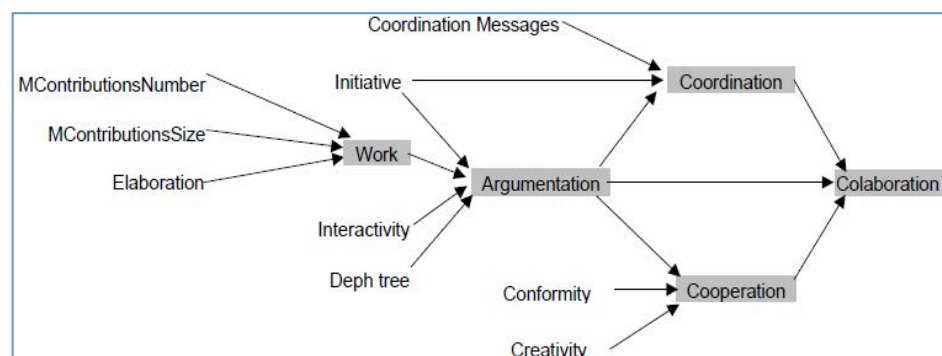 Coordination Messages
MContributionsNumber
Initiative
Coordination
MContributionsSize
Work
Elaboration
Argumentation
Colaboration
Interactivity
Deph tree
Conformity
Cooperation
Creativity